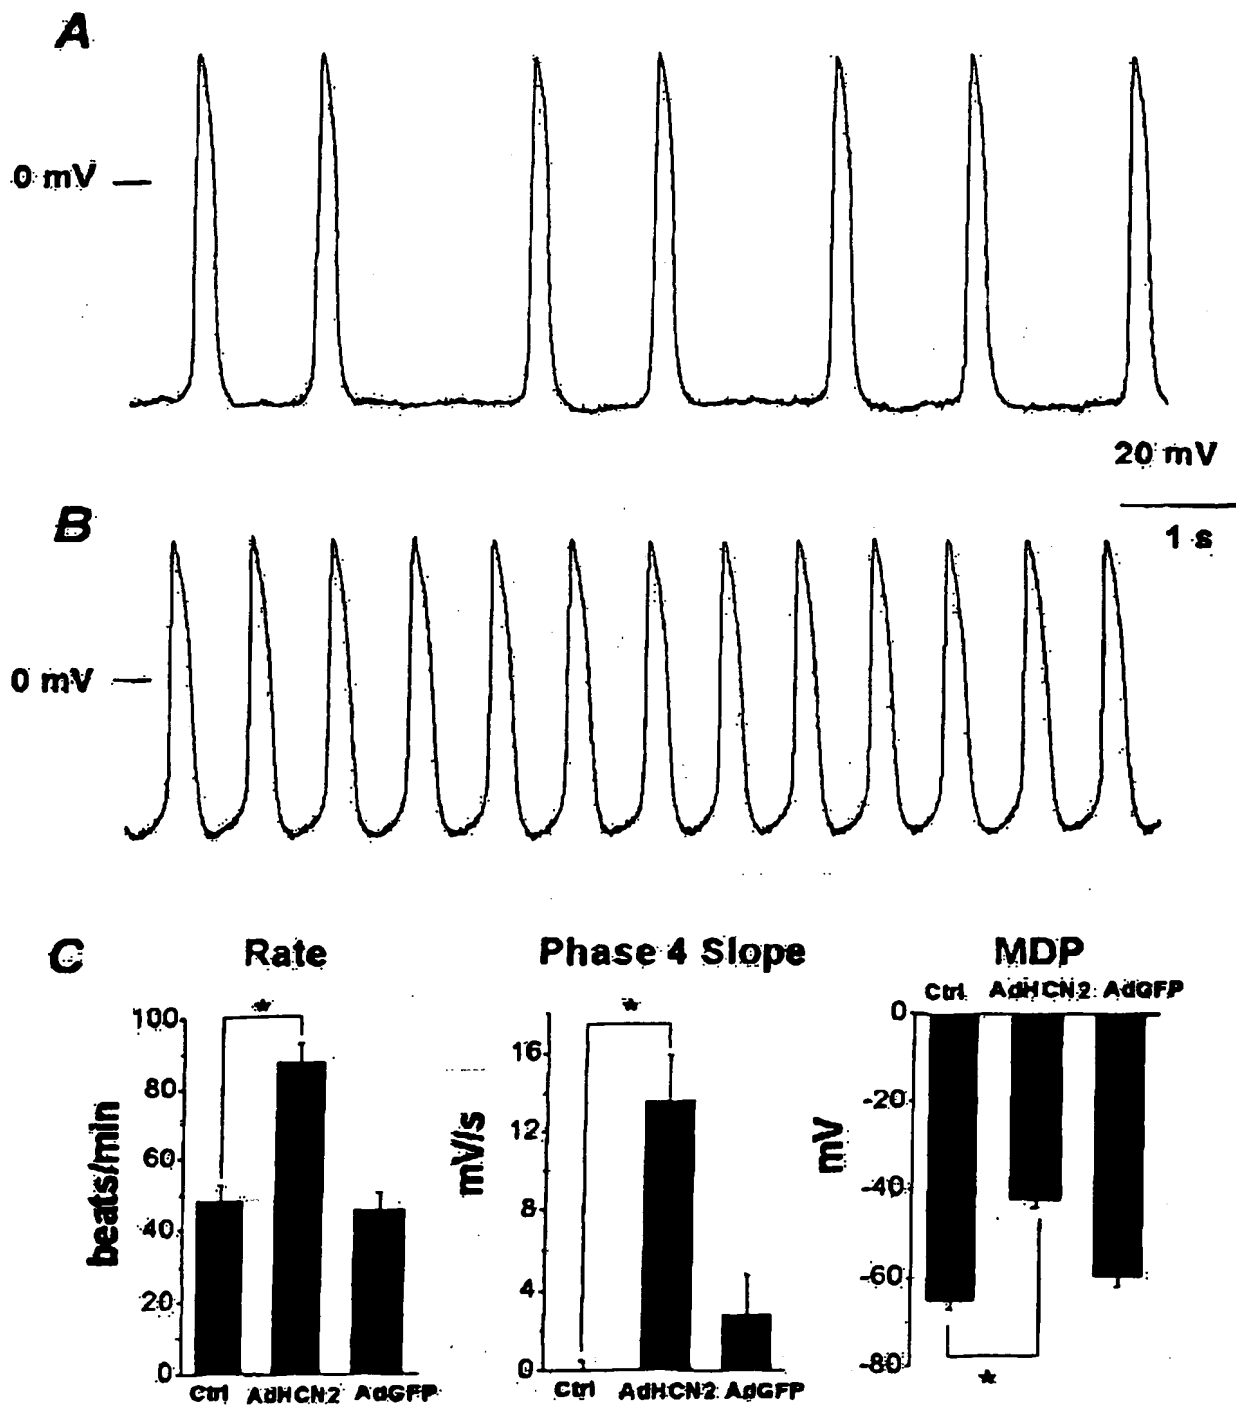 A
0 mV
20 mV
1 s
B
0 mV
C
Rate
Phase 4 Slope
MDP
beats/min
100
80
60
40
20
0
*
Ctrl AdHCN2 AdGFP
mV/s
16
12
8
4
0
*
Ctrl AdHCN2 AdGFP
mV
Ctrl AdHCN2 AdGFP
0
-20
-40
-60
-80
*